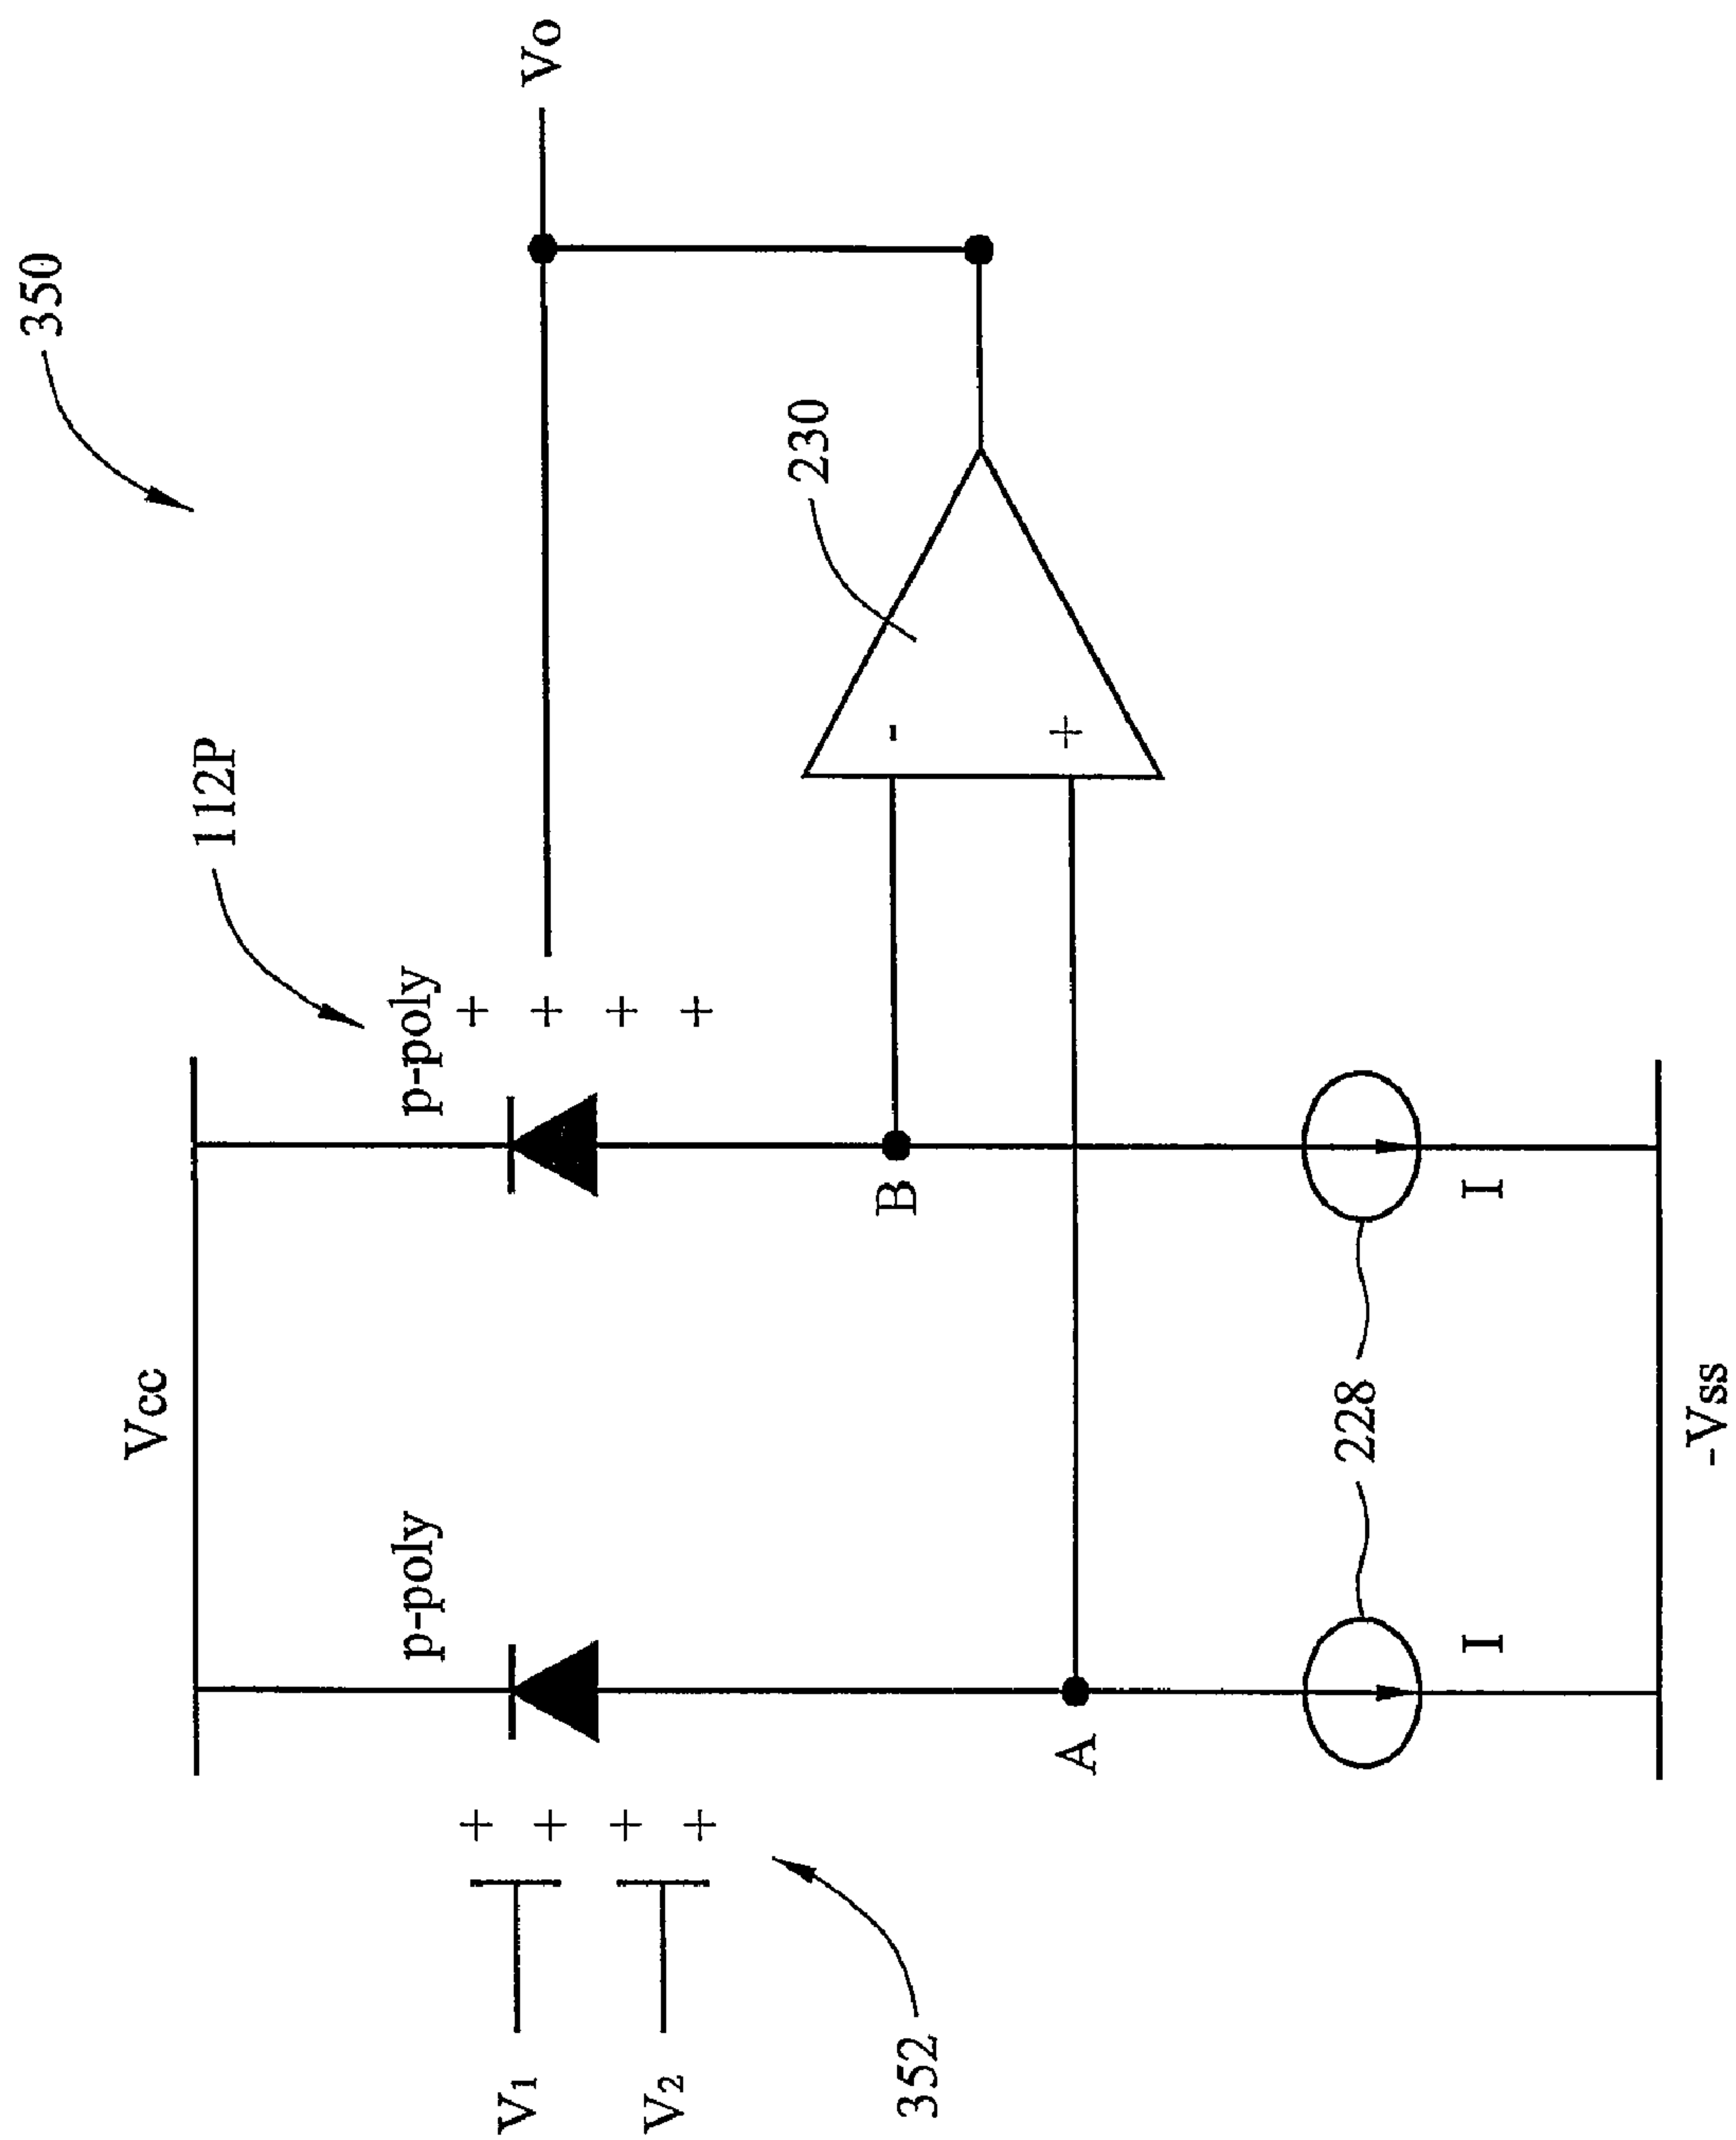 350
Vcc
112P
p-poly
p-poly
+ + + +
+ + + +
Vo
V1
V2
352
230
-
+
B
A
228
I
I
-Vss